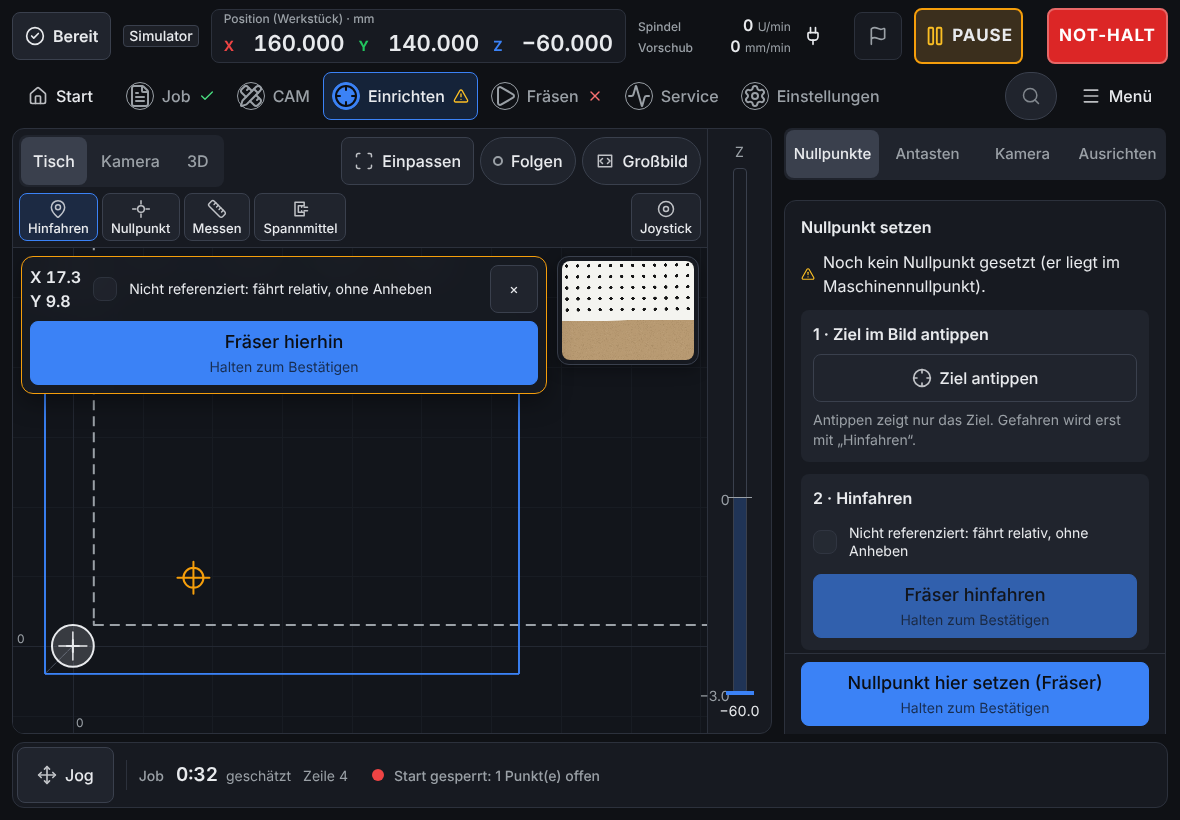 Bereit
Simulator
Position (Werkstück) · mm
X 160.000 Y 140.000 Z −60.000
Spindel 0 U/min
Vorschub 0 mm/min
PAUSE
NOT-HALT
Start
Job
CAM
Einrichten
Fräsen
Service
Einstellungen
Menü
Tisch
Kamera
3D
Einpassen
Folgen
Großbild
Hinfahren
Nullpunkt
Messen
Spannmittel
Joystick
X 17.3
Y 9.8
Nicht referenziert: fährt relativ, ohne Anheben
×
Fräser hierhin
Halten zum Bestätigen
0
0
Z
0
−3.0
−60.0
Nullpunkte
Antasten
Kamera
Ausrichten
Nullpunkt setzen
Noch kein Nullpunkt gesetzt (er liegt im
Maschinennullpunkt).
1 · Ziel im Bild antippen
Ziel antippen
Antippen zeigt nur das Ziel. Gefahren wird erst
mit „Hinfahren“.
2 · Hinfahren
Nicht referenziert: fährt relativ, ohne
Anheben
Fräser hinfahren
Halten zum Bestätigen
Nullpunkt hier setzen (Fräser)
Halten zum Bestätigen
Jog
Job 0:32 geschätzt Zeile 4
Start gesperrt: 1 Punkt(e) offen